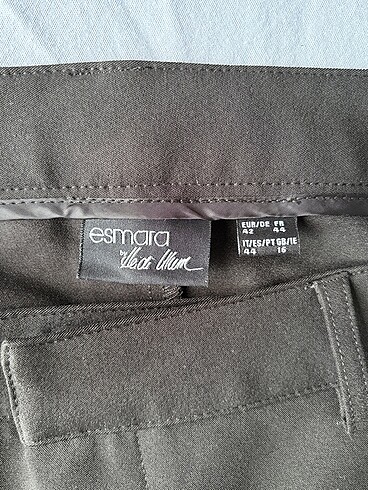 esmara
by Heidi Klum
EUR/DE FR
42 44
IT/ES/PT GB/IE
44 16